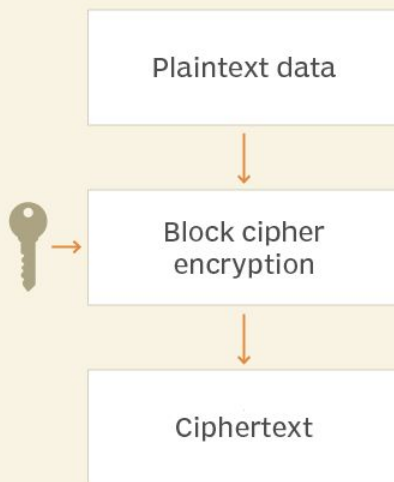 Plaintext data
Block cipher
encryption
Ciphertext